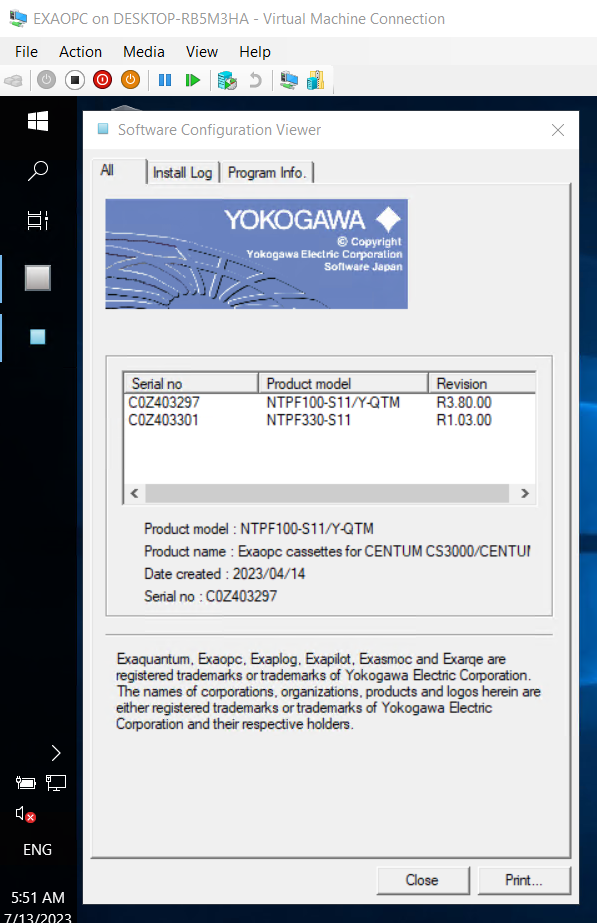 EXAOPC on DESKTOP-RB5M3HA - Virtual Machine Connection
File Action Media View Help
Software Configuration Viewer
All Install Log Program Info.
YOKOGAWA
© Copyright
Yokogawa Electric Corporation
Software Japan
Serial no Product model Revision
C0Z403297 NTPF100-S11/Y-QTM R3.80.00
C0Z403301 NTPF330-S11 R1.03.00
Product model : NTPF100-S11/Y-QTM
Product name : Exaopc cassettes for CENTUM CS3000/CENTUM
Date created : 2023/04/14
Serial no : C0Z403297
Exaquantum, Exaopc, Exaplog, Exapilot, Exasmoc and Exarqe are
registered trademarks or trademarks of Yokogawa Electric Corporation.
The names of corporations, organizations, products and logos herein are
either registered trademarks or trademarks of Yokogawa Electric
Corporation and their respective holders.
ENG
Close Print...
5:51 AM
7/13/2023